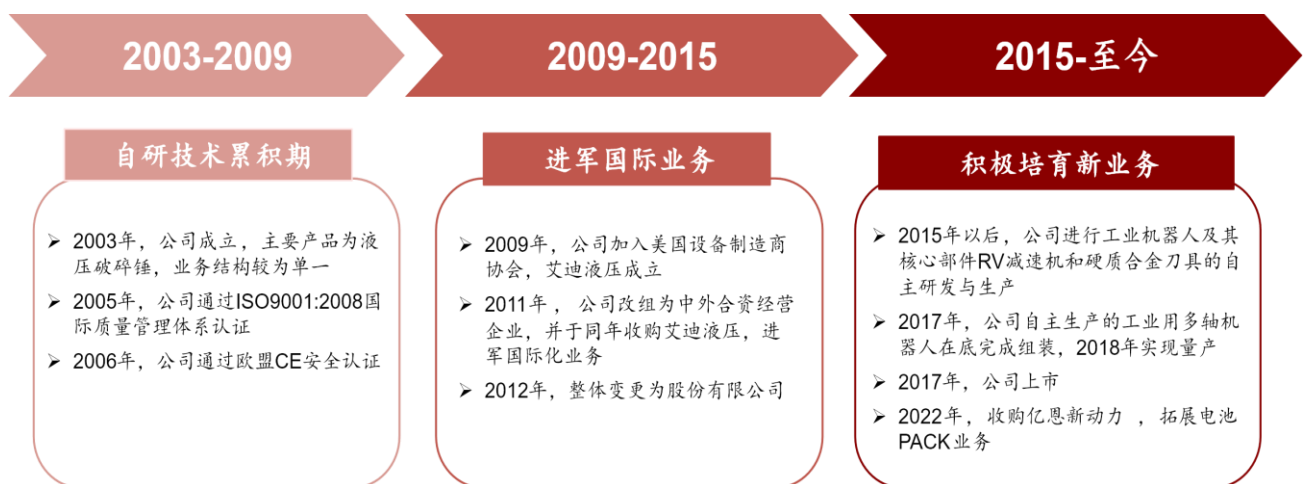 2003-2009
2009-2015
2015-至今
自研技术累积期
2003年，公司成立，主要产品为液
压破碎锤，业务结构较为单一
2005年，公司通过ISO9001:2008国
际质量管理体系认证
2006年，公司通过欧盟CE安全认证
进军国际业务
2009年，公司加入美国设备制造商
协会，艾迪液压成立
2011年， 公司改组为中外合资经营
企业，并于同年收购艾迪液压，进
军国际化业务
2012年，整体变更为股份有限公司
积极培育新业务
2015年以后，公司进行工业机器人及其
核心部件RV减速机和硬质合金刀具的自
主研发与生产
2017年，公司自主生产的工业用多轴机
器人在底完成组装，2018年实现量产
2017年，公司上市
2022年，收购亿恩新动力 ，拓展电池
PACK业务